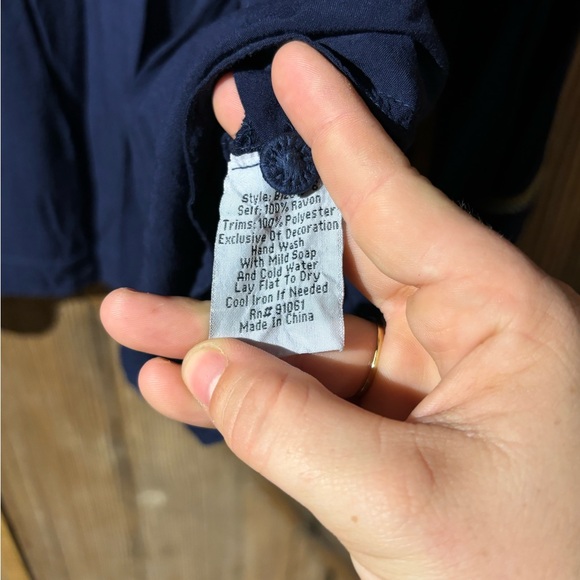 Style:
Self: 100% Rayon
Trims: 100% Polyester
Exclusive Of Decoration
Hand Wash
With Mild Soap
And Cold Water
Lay Flat To Dry
Cool Iron If Needed
Rn# 91061
Made In China